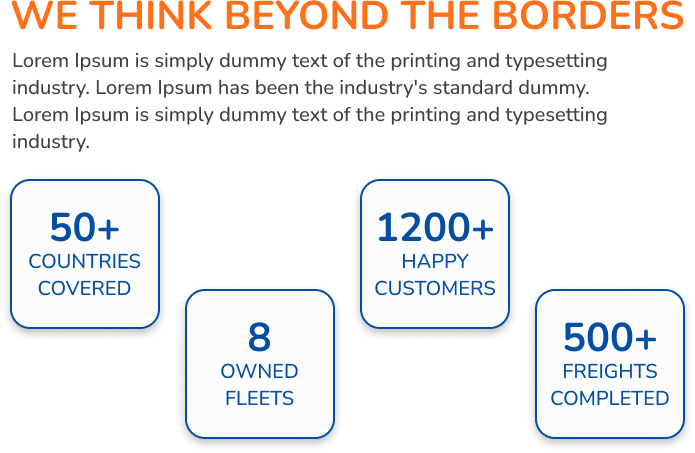 WE THINK BEYOND THE BORDERS
Lorem Ipsum is simply dummy text of the printing and typesetting
industry. Lorem Ipsum has been the industry's standard dummy.
Lorem Ipsum is simply dummy text of the printing and typesetting
industry.
50+
COUNTRIES
COVERED
8
OWNED
FLEETS
1200+
HAPPY
CUSTOMERS
500+
FREIGHTS
COMPLETED